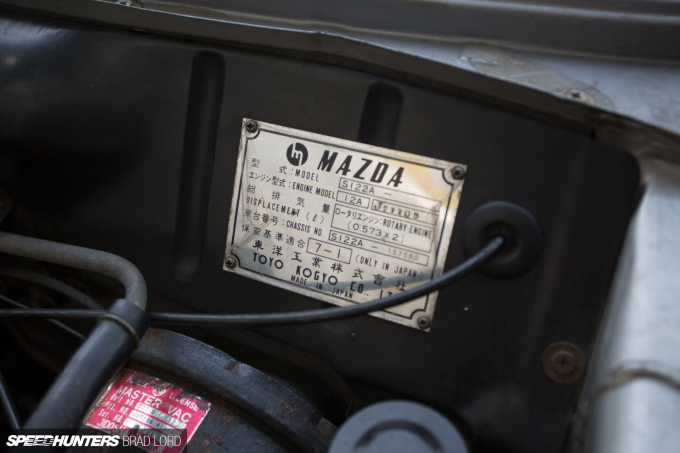 m MAZDA
型 式 : MODEL S122A -
エンジン型式 : ENGINE MODEL 12A
総 排 気 量 ロータリエンジン : ROTARY ENGINE
DISPLACEMENT (ℓ) (0.573×2)
車台番号 : CHASSIS NO S122A -
保安基準適合 7-1 (ONLY IN JAPAN)
東洋工業株式会社
TOYO KOGYO CO.,
MADE IN JAPAN
MASTER VAC
SPEEDHUNTERS BRAD LORD